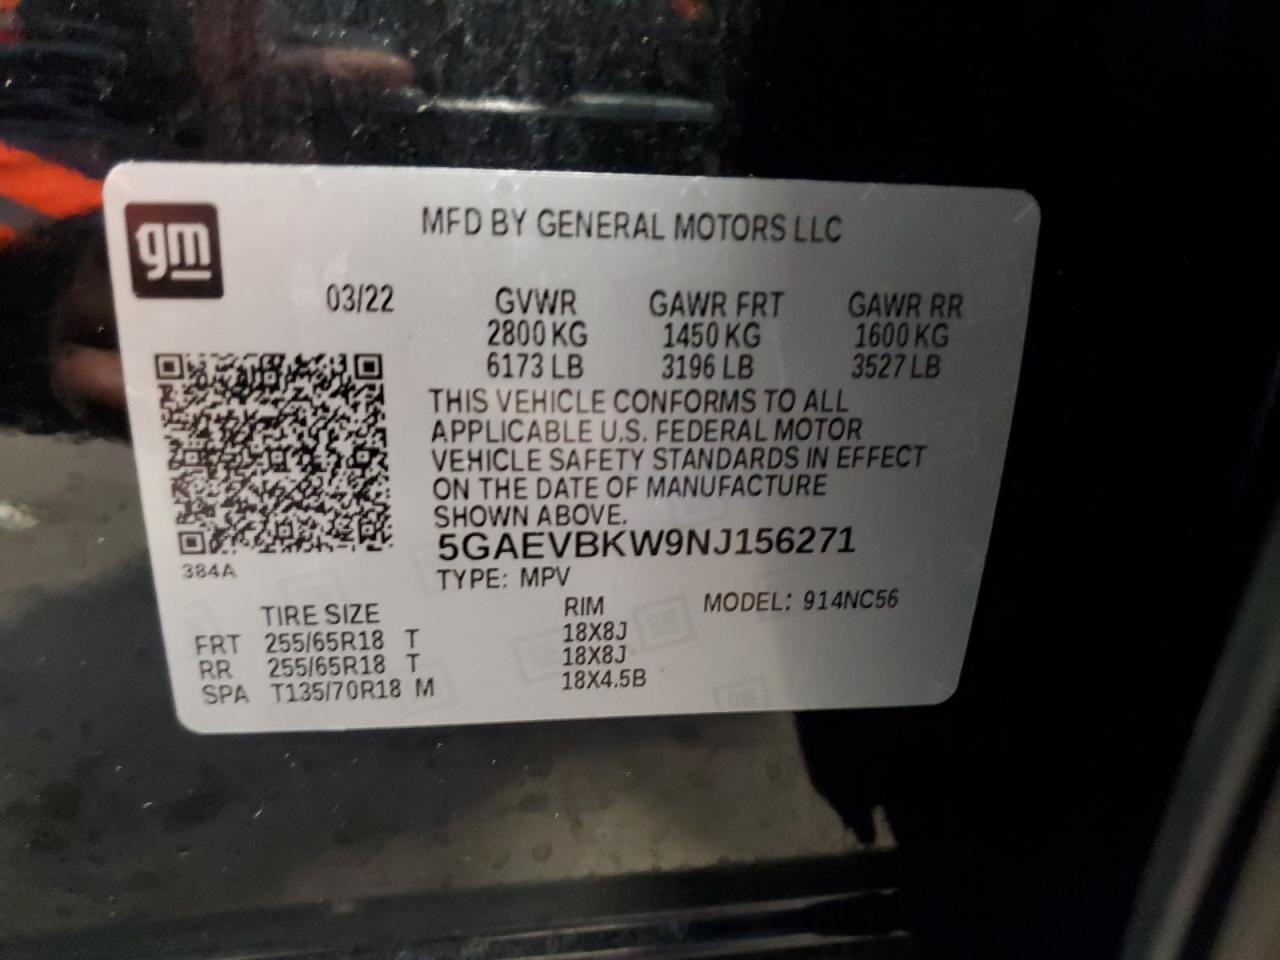 gm
MFD BY GENERAL MOTORS LLC
03/22 GVWR GAWR FRT GAWR RR
2800 KG 1450 KG 1600 KG
6173 LB 3196 LB 3527 LB
THIS VEHICLE CONFORMS TO ALL
APPLICABLE U.S. FEDERAL MOTOR
VEHICLE SAFETY STANDARDS IN EFFECT
ON THE DATE OF MANUFACTURE
SHOWN ABOVE.
5GAEVBKW9NJ156271
384A
TYPE: MPV
TIRE SIZE RIM MODEL: 914NC56
FRT 255/65R18 T 18X8J
RR 255/65R18 T 18X8J
SPA T135/70R18 M 18X4.5B